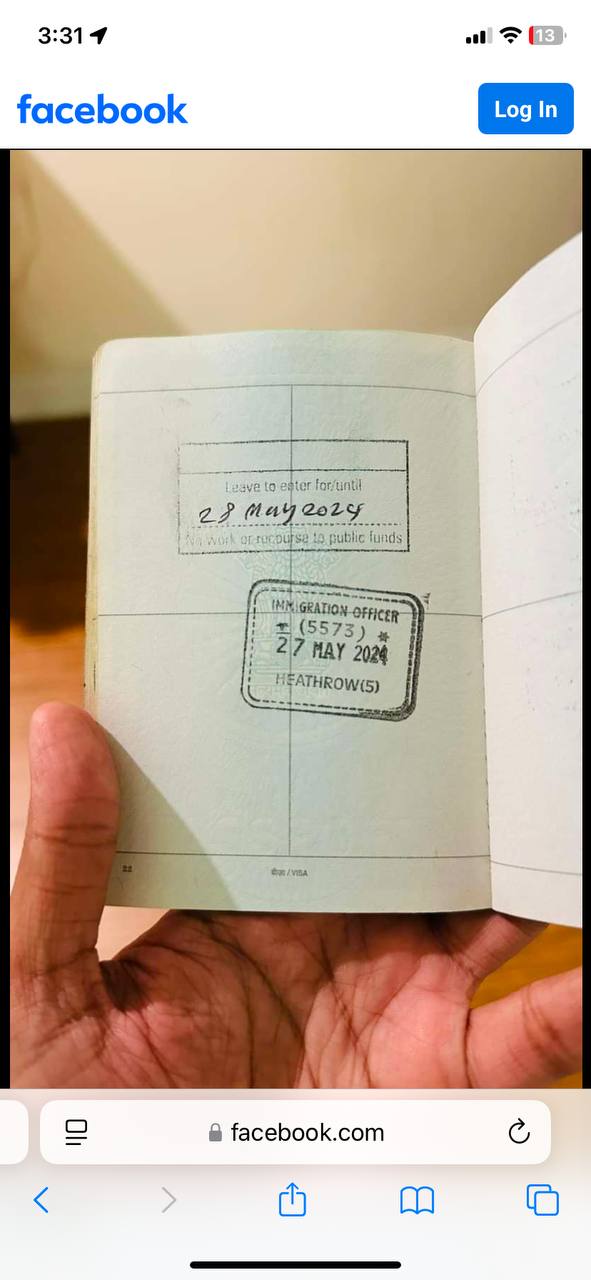 3:31
13
facebook
Log In
Leave to enter for/until
28 May 2024
No work or recourse to public funds
IMMIGRATION OFFICER
(5573)
27 MAY 2024
HEATHROW(5)
22
वीज़ा / VISA
facebook.com